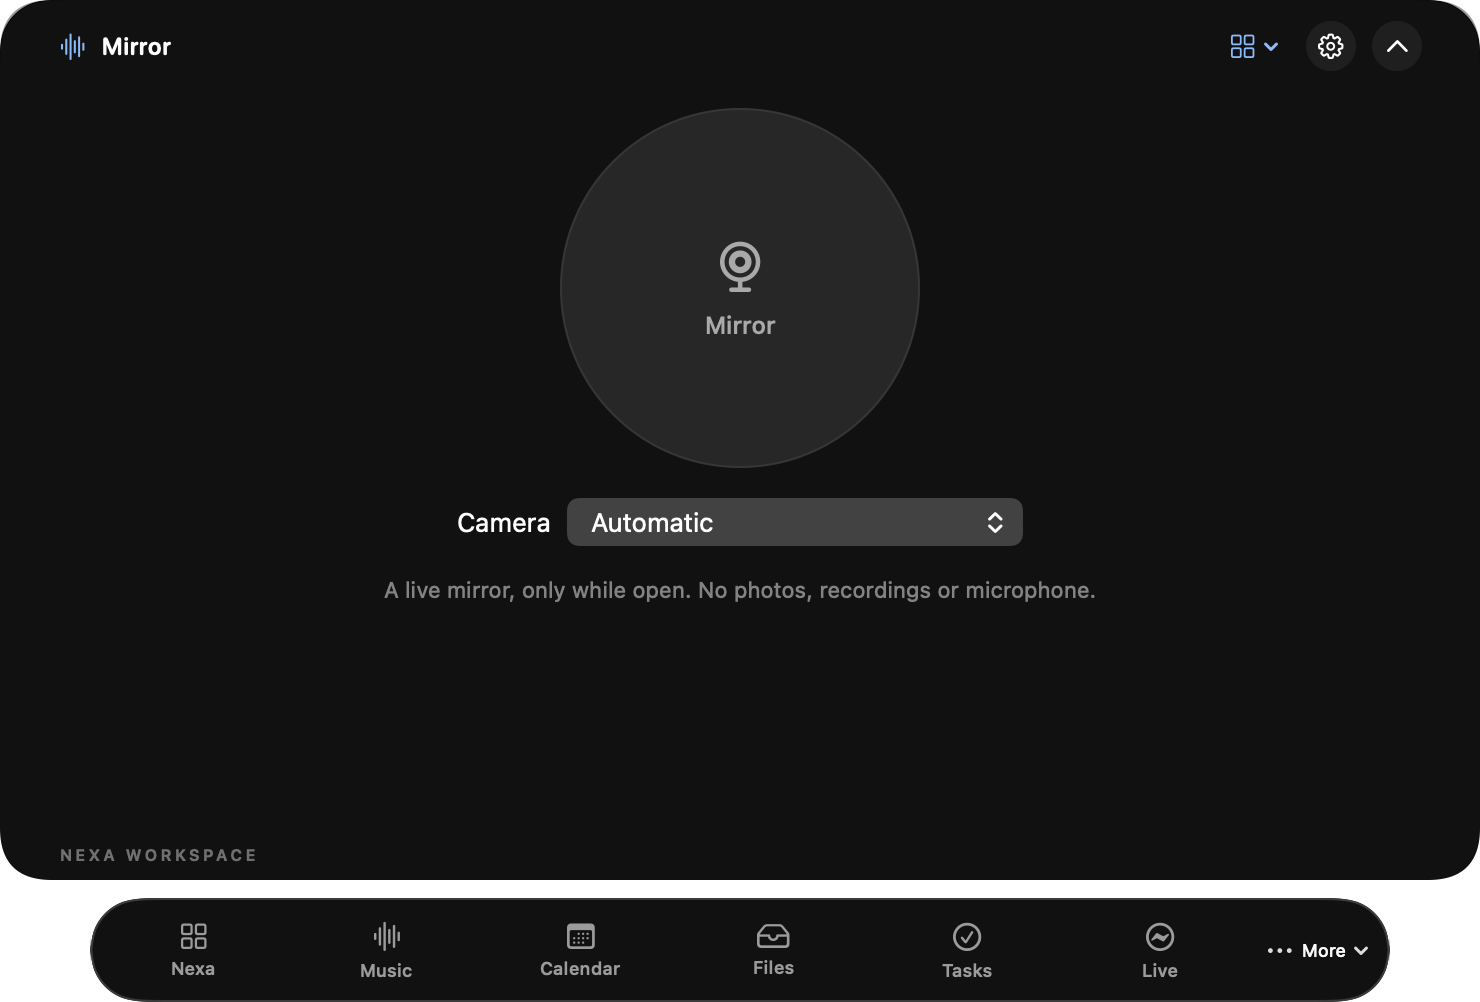 Mirror
Mirror
Camera Automatic
A live mirror, only while open. No photos, recordings or microphone.
NEXA WORKSPACE
Nexa Music Calendar Files Tasks Live More